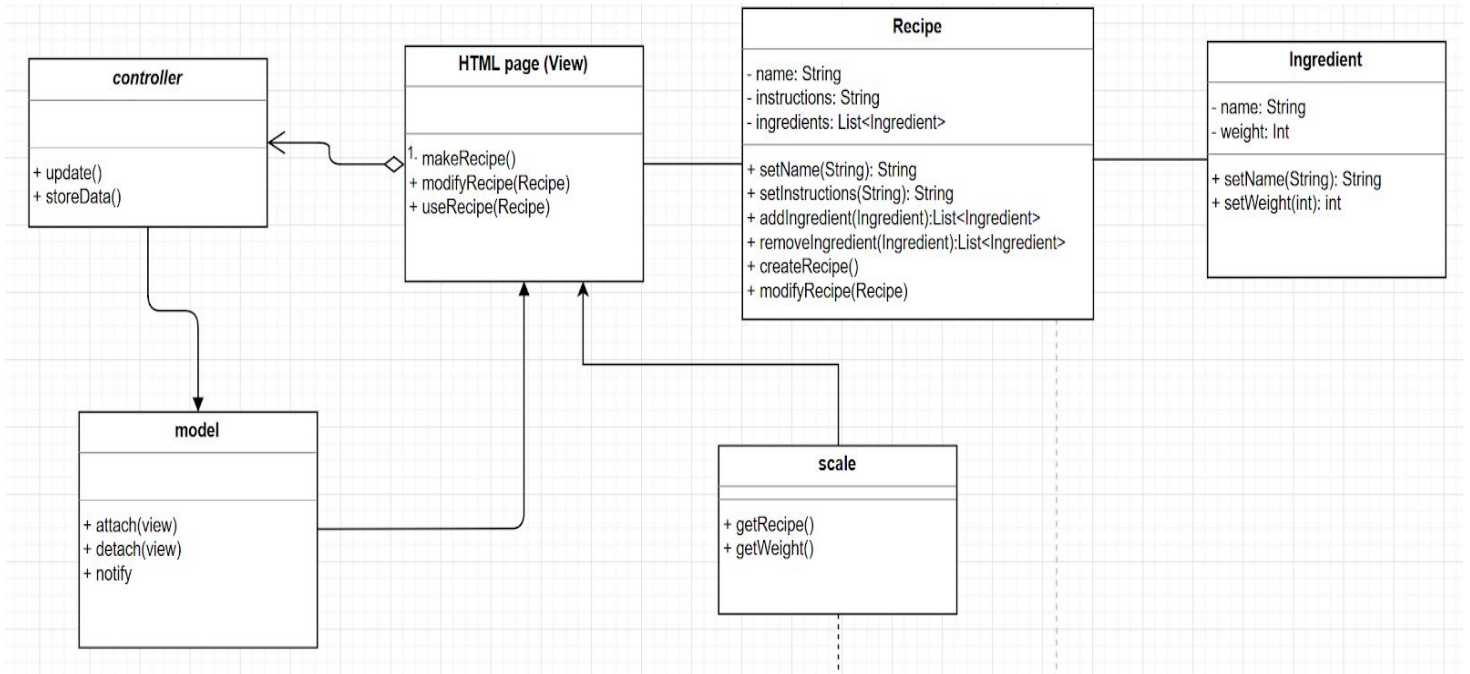 controller
+ update()
+ storeData()
HTML page (View)
1. makeRecipe()
+ modifyRecipe(Recipe)
+ useRecipe(Recipe)
Recipe
- name: String
- instructions: String
- ingredients: List<Ingredient>
+ setName(String): String
+ setInstructions(String): String
+ addIngredient(Ingredient):List<Ingredient>
+ removeIngredient(Ingredient):List<Ingredient>
+ createRecipe()
+ modifyRecipe(Recipe)
Ingredient
- name: String
- weight: Int
+ setName(String): String
+ setWeight(int): int
model
+ attach(view)
+ detach(view)
+ notify
scale
+ getRecipe()
+ getWeight()